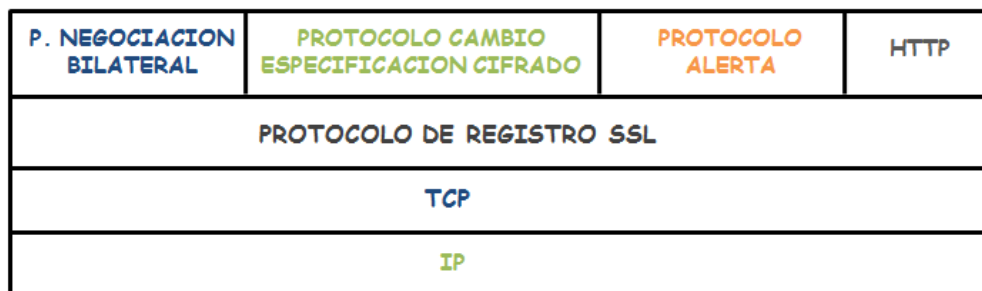 P. NEGOCIACION
BILATERAL
PROTOCOLO CAMBIO
ESPECIFICACION CIFRADO
PROTOCOLO
ALERTA
HTTP
PROTOCOLO DE REGISTRO SSL
TCP
IP